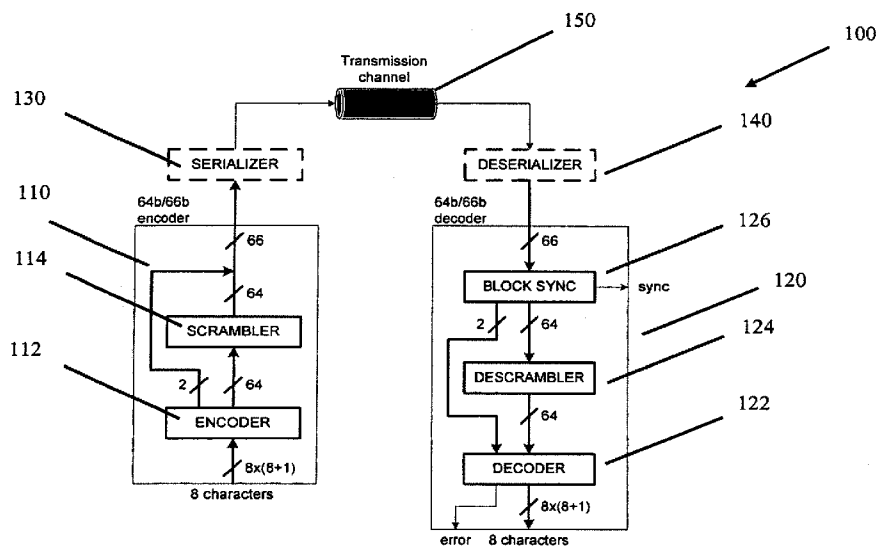 150
100
Transmission
channel
130
SERIALIZER
DESERIALIZER
140
110
64b/66b
encoder
64b/66b
decoder
66
66
126
114
BLOCK SYNC
sync
64
2
64
120
SCRAMBLER
124
112
2
64
DESCRAMBLER
64
122
ENCODER
DECODER
8x(8+1)
8 characters
8x(8+1)
error
8 characters